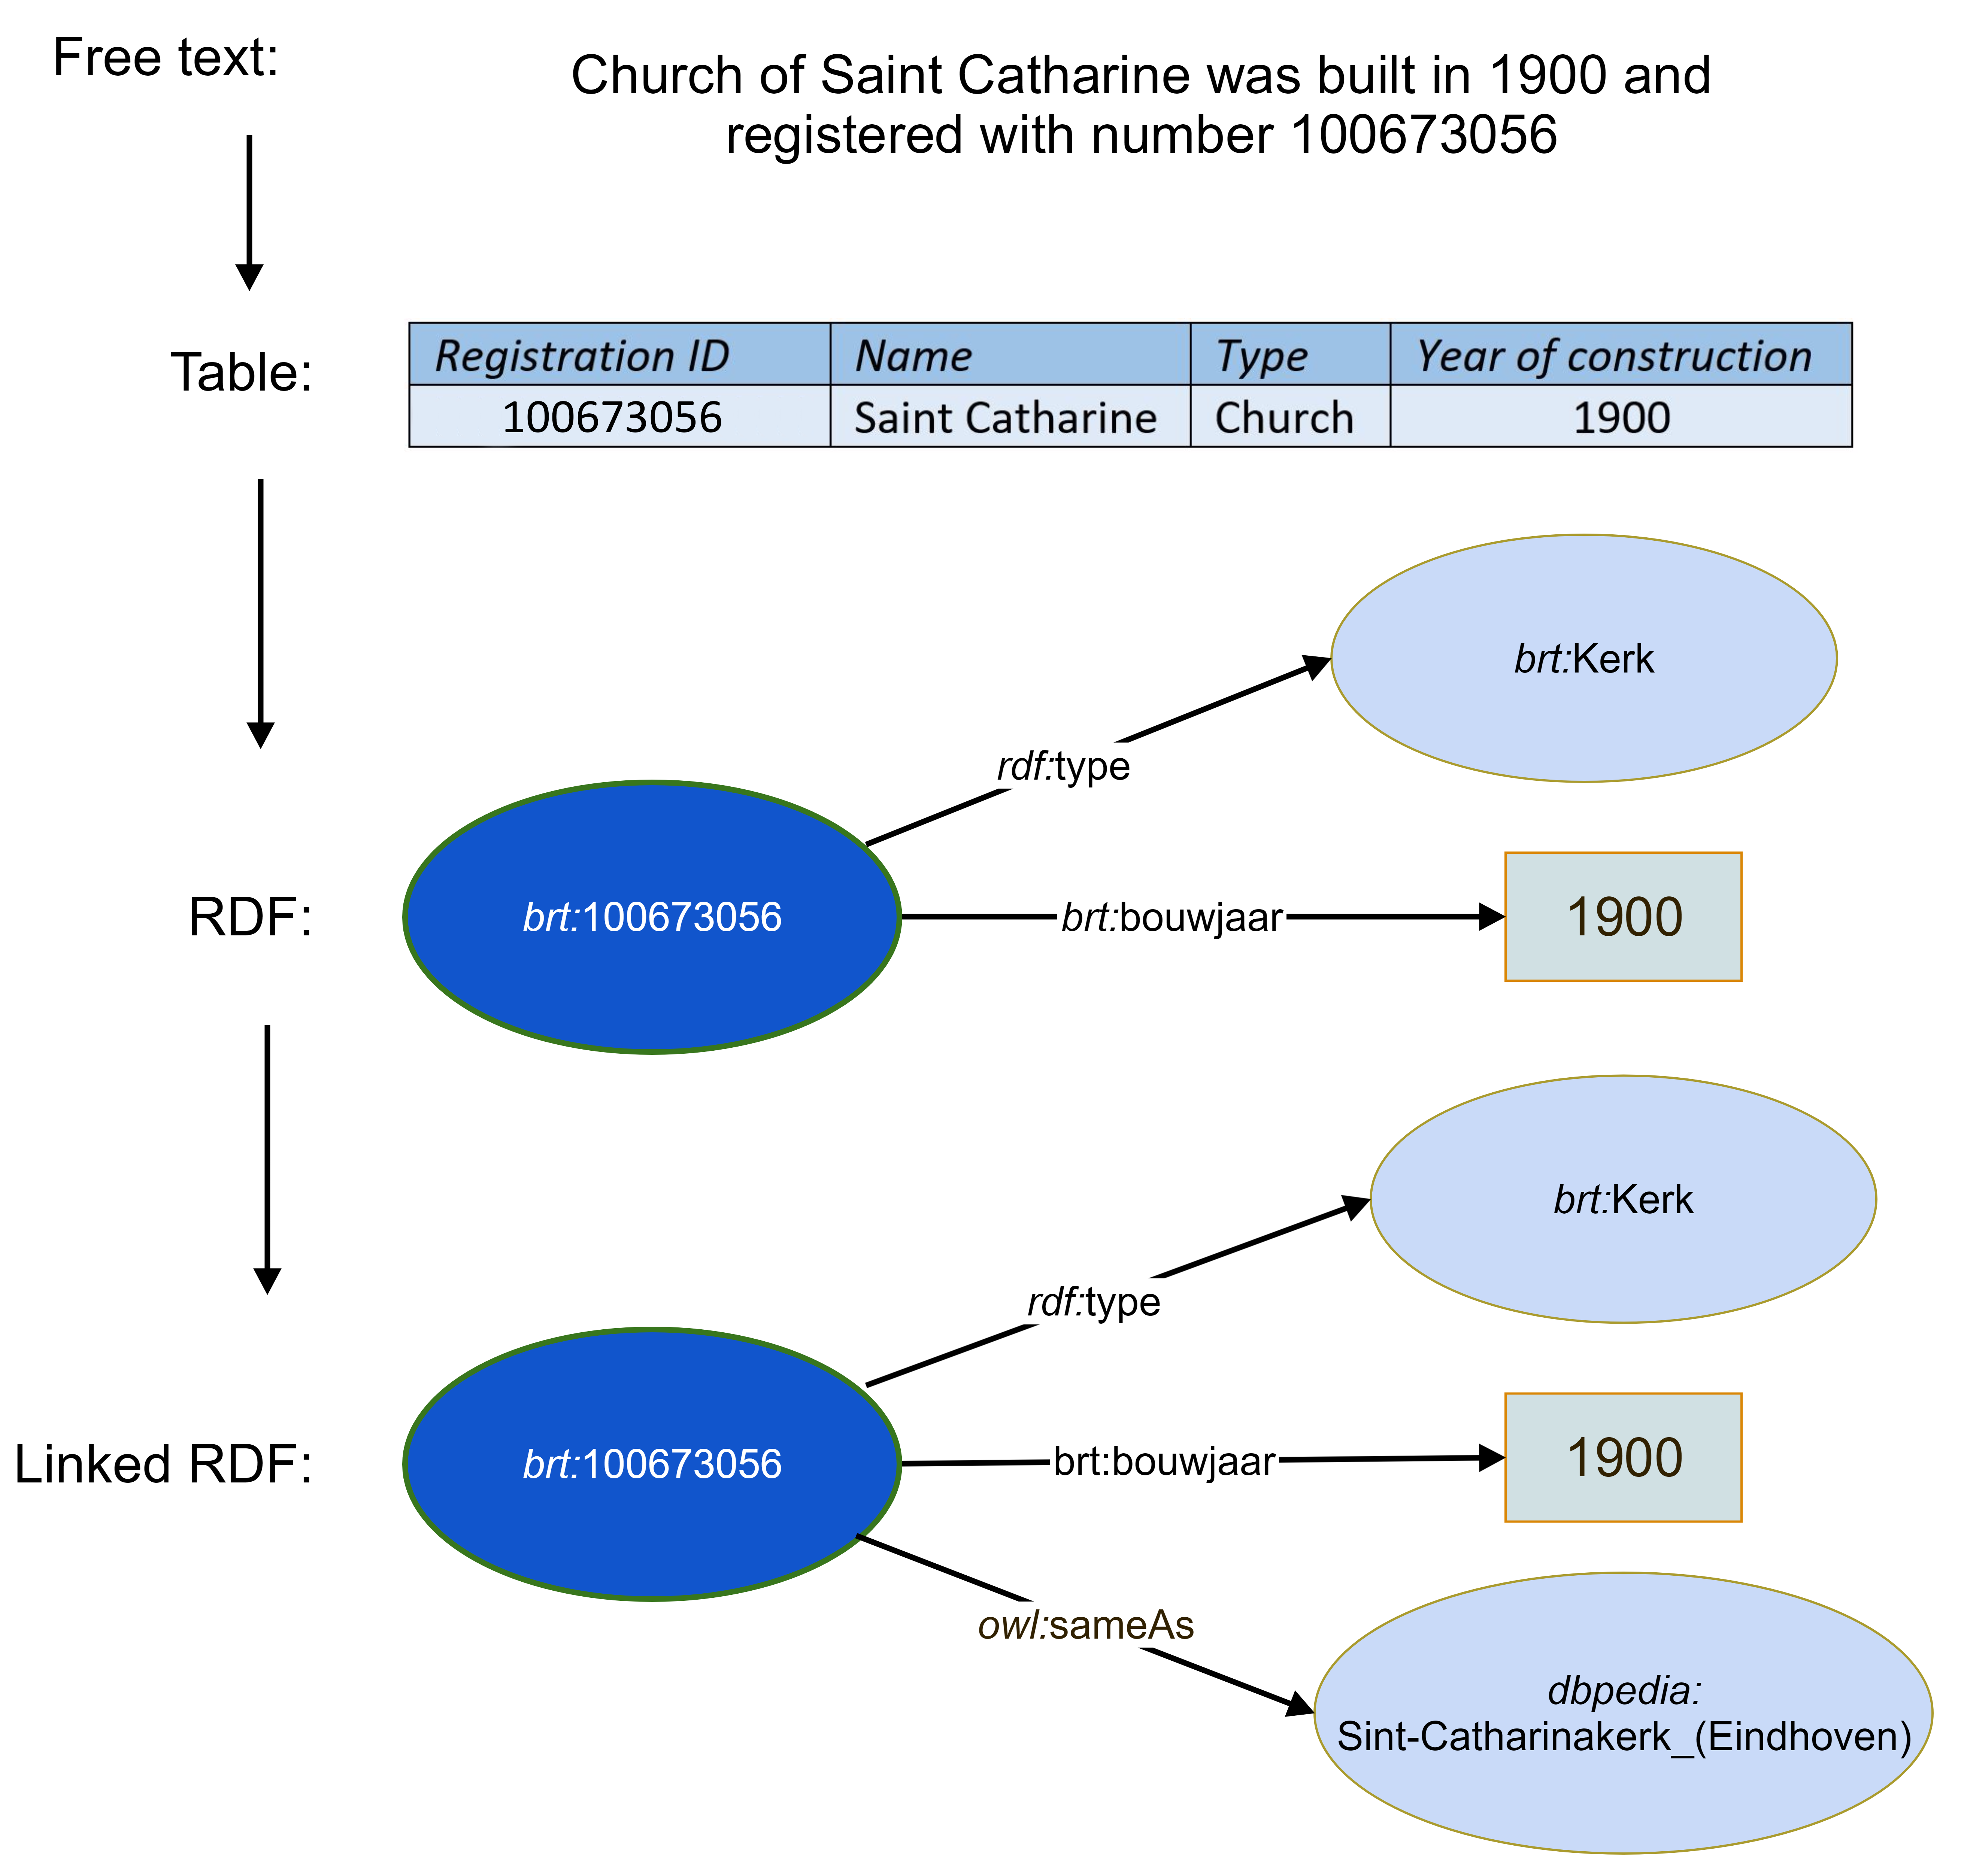 Free text:
Church of Saint Catharine was built in 1900 and
registered with number 100673056
Table:
Registration ID Name Type Year of construction
100673056 Saint Catharine Church 1900
brt:Kerk
rdf:type
RDF:
brt:100673056
brt:bouwjaar
1900
brt:Kerk
rdf:type
Linked RDF:
brt:100673056
brt:bouwjaar
1900
owl:sameAs
dbpedia:
Sint-Catharinakerk_(Eindhoven)